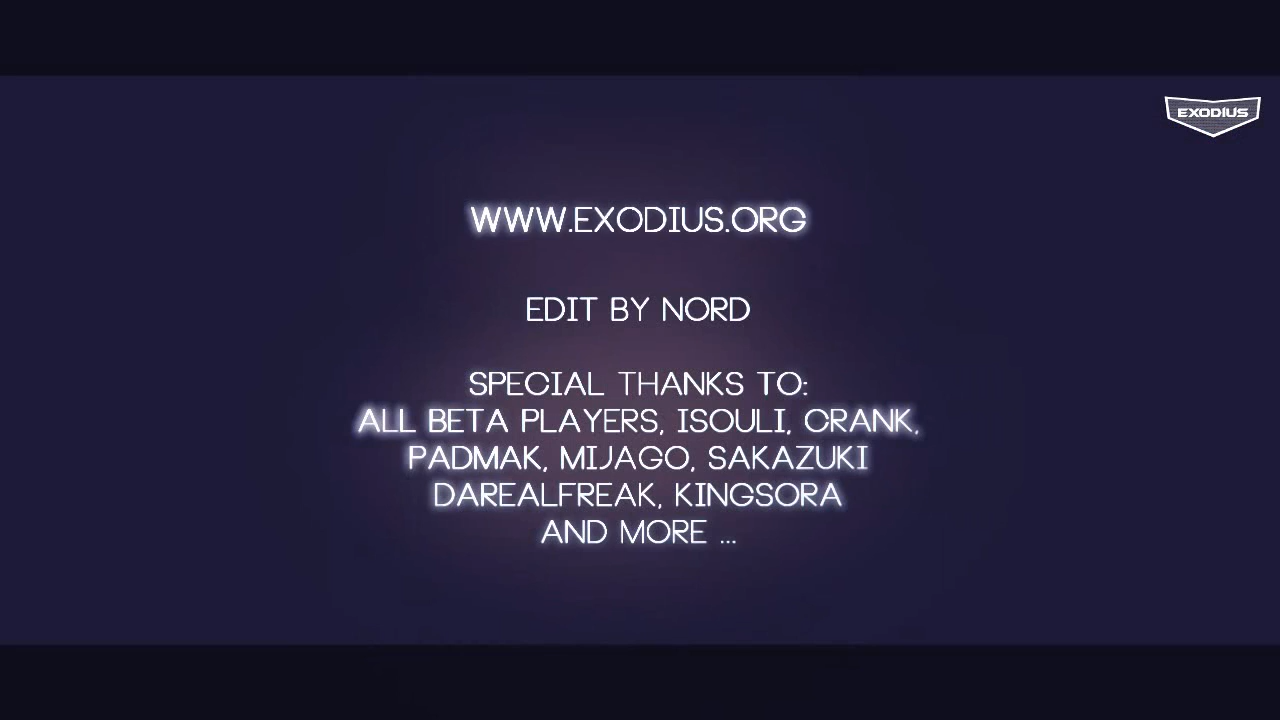 EXODIUS
WWW.EXODIUS.ORG
EDIT BY NORD
SPECIAL THANKS TO:
ALL BETA PLAYERS, ISOULI, CRANK,
PADMAK, MIJAGO, SAKAZUKI
DAREALFREAK, KINGSORA
AND MORE ...